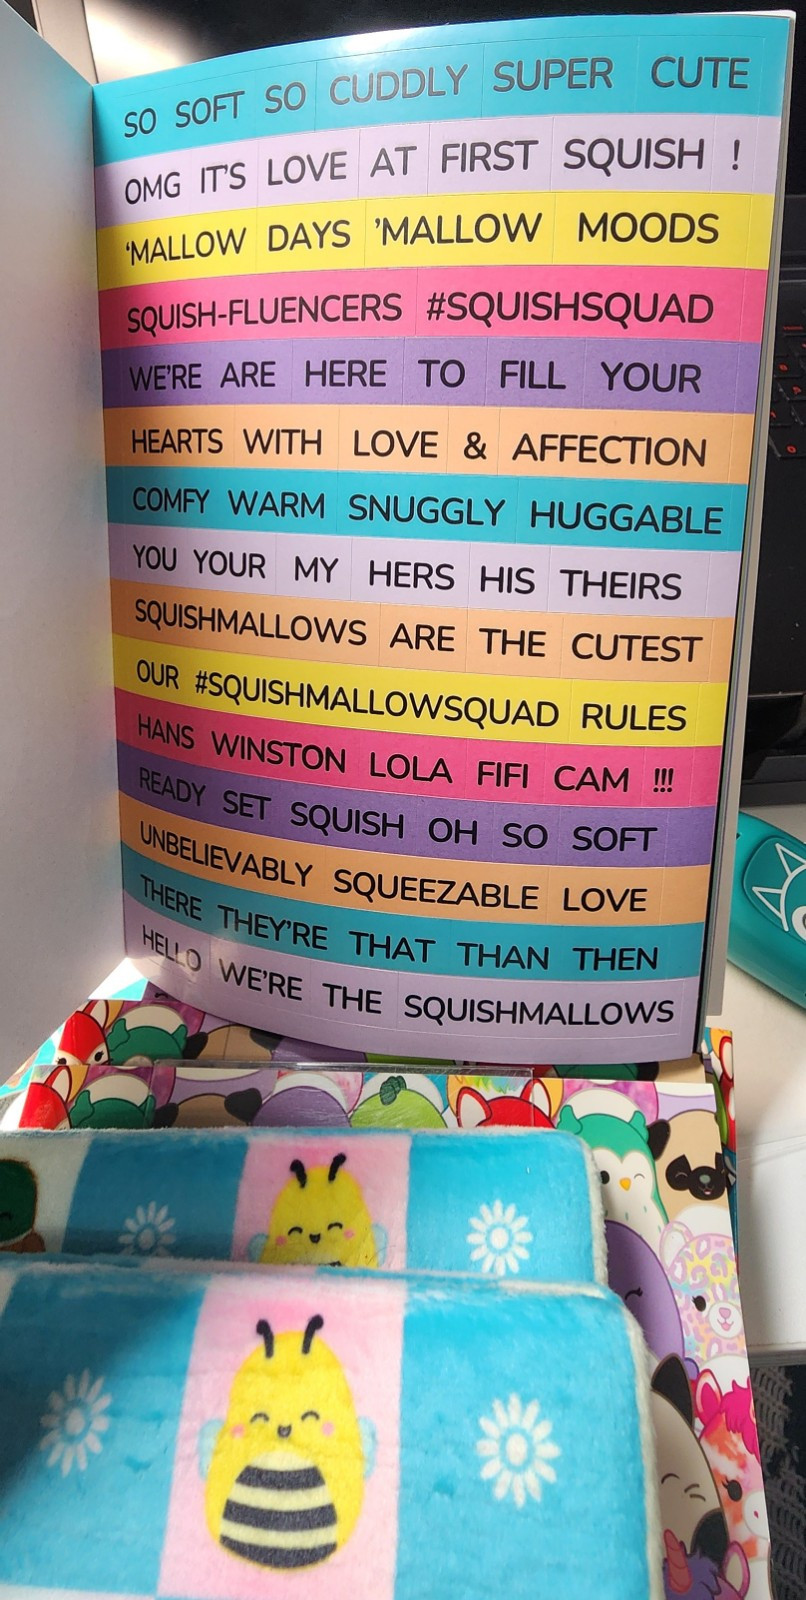 SO SOFT SO CUDDLY SUPER CUTE
OMG IT'S LOVE AT FIRST SQUISH !
'MALLOW DAYS 'MALLOW MOODS
SQUISH-FLUENCERS #SQUISHSQUAD
WE'RE ARE HERE TO FILL YOUR
HEARTS WITH LOVE & AFFECTION
COMFY WARM SNUGGLY HUGGABLE
YOU YOUR MY HERS HIS THEIRS
SQUISHMALLOWS ARE THE CUTEST
OUR #SQUISHMALLOWSQUAD RULES
HANS WINSTON LOLA FIFI CAM !!!
READY SET SQUISH OH SO SOFT
UNBELIEVABLY SQUEEZABLE LOVE
THERE THEY'RE THAT THAN THEN
HELLO WE'RE THE SQUISHMALLOWS